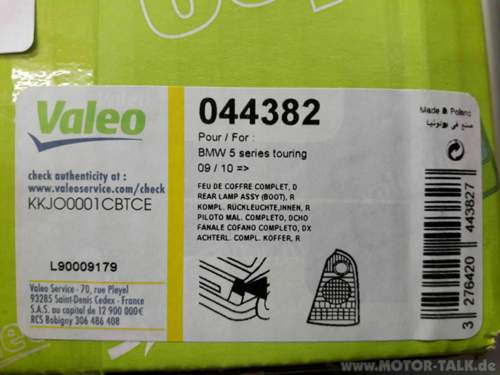 Valeo
check authenticity at :
www.valeoservice.com/check
KKJO0001CBTCE
L90009179
Valeo Service - 70, rue Pleyel
93285 Saint-Denis Cedex - France
S.A.S. au capital de 12 900 000€
RCS Bobigny 306 486 408
044382
Pour / For :
BMW 5 series touring
09 / 10 =>
FEU DE COFFRE COMPLET, D
REAR LAMP ASSY (BOOT), R
KOMPL. RÜCKLEUCHTE,INNEN, R
PILOTO MAL. COMPLETO, DCHO
FANALE COFANO COMPLETO, DX
ACHTERL. COMPL. KOFFER, R
Made in Poland
صنع في بولونيا
3 276420 443827
www.MOTOR-TALK.de